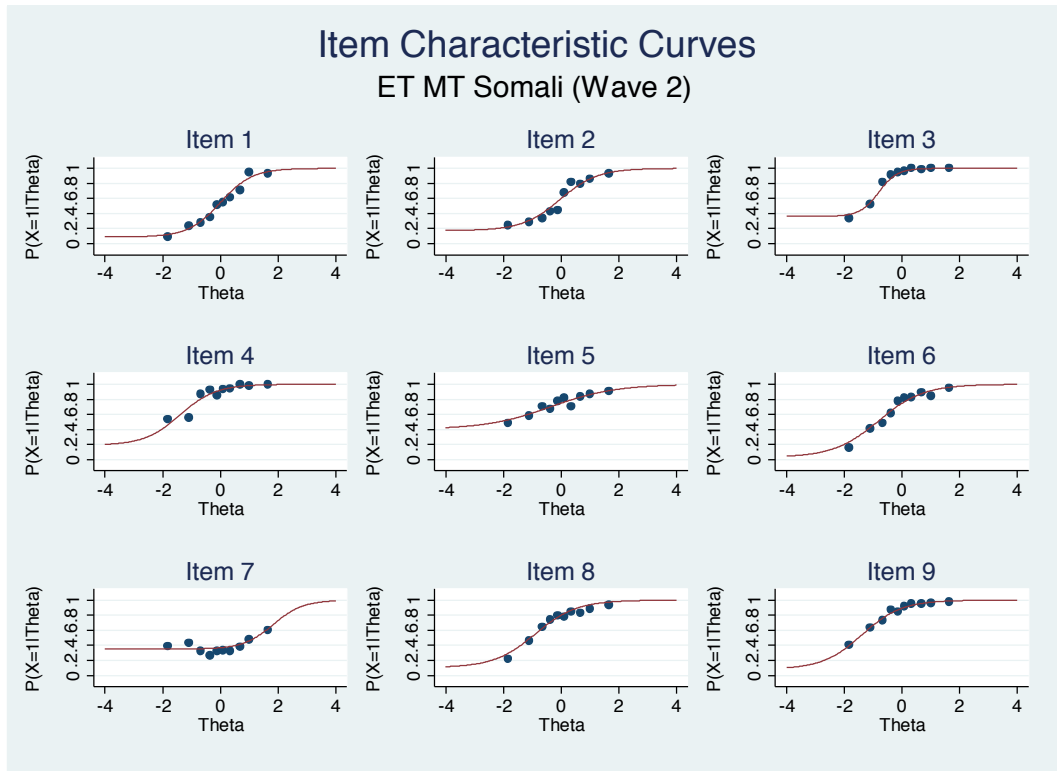 Item Characteristic Curves
ET MT Somali (Wave 2)
Item 1
P(X=1|Theta)
0 .2 .4 .6 .8 1
-4 -2 0 2 4
Theta
Item 2
P(X=1|Theta)
0 .2 .4 .6 .8 1
-4 -2 0 2 4
Theta
Item 3
P(X=1|Theta)
0 .2 .4 .6 .8 1
-4 -2 0 2 4
Theta
Item 4
P(X=1|Theta)
0 .2 .4 .6 .8 1
-4 -2 0 2 4
Theta
Item 5
P(X=1|Theta)
0 .2 .4 .6 .8 1
-4 -2 0 2 4
Theta
Item 6
P(X=1|Theta)
0 .2 .4 .6 .8 1
-4 -2 0 2 4
Theta
Item 7
P(X=1|Theta)
0 .2 .4 .6 .8 1
-4 -2 0 2 4
Theta
Item 8
P(X=1|Theta)
0 .2 .4 .6 .8 1
-4 -2 0 2 4
Theta
Item 9
P(X=1|Theta)
0 .2 .4 .6 .8 1
-4 -2 0 2 4
Theta